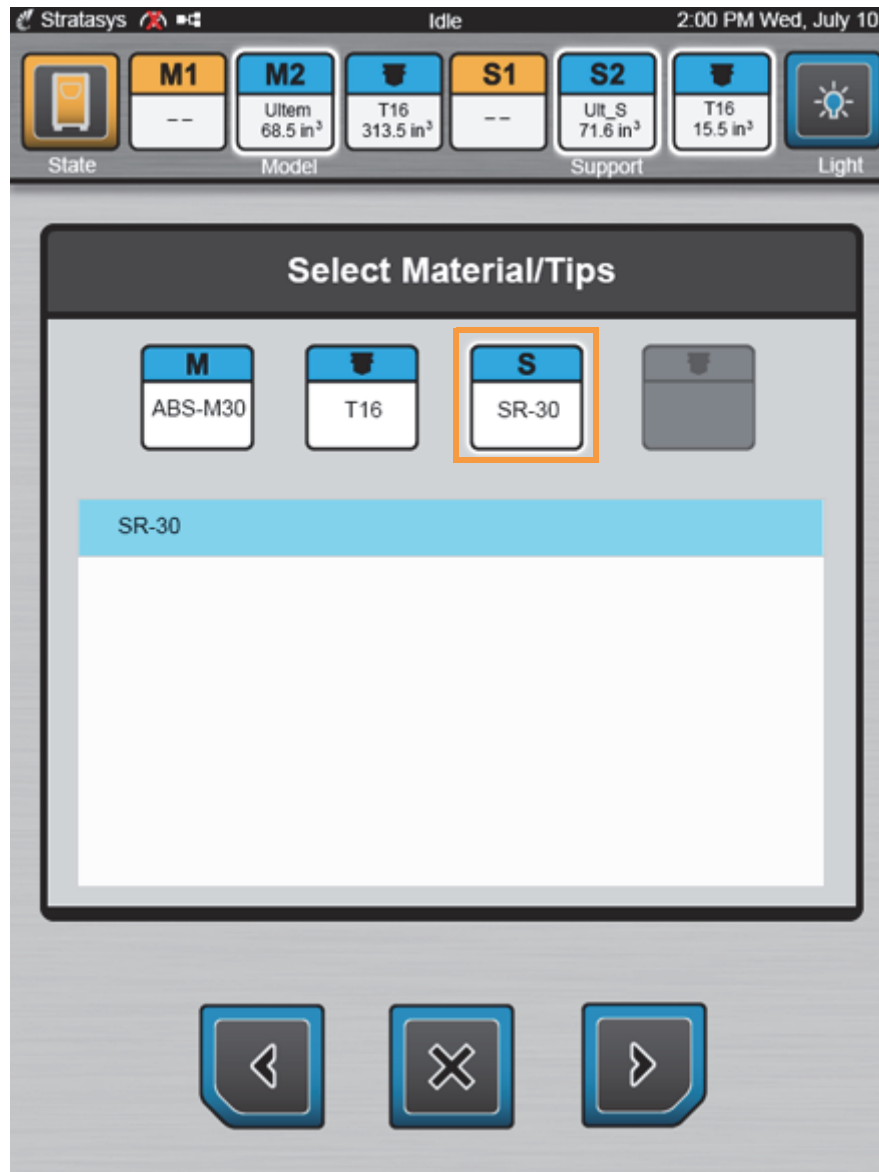 Stratasys Idle 2:00 PM Wed, July 10
M1 M2 S1 S2
-- Ultem T16 -- Ult_S T16
68.5 in³ 313.5 in³ 71.6 in³ 15.5 in³
State Model Support Light
Select Material/Tips
M S
ABS-M30 T16 SR-30
SR-30